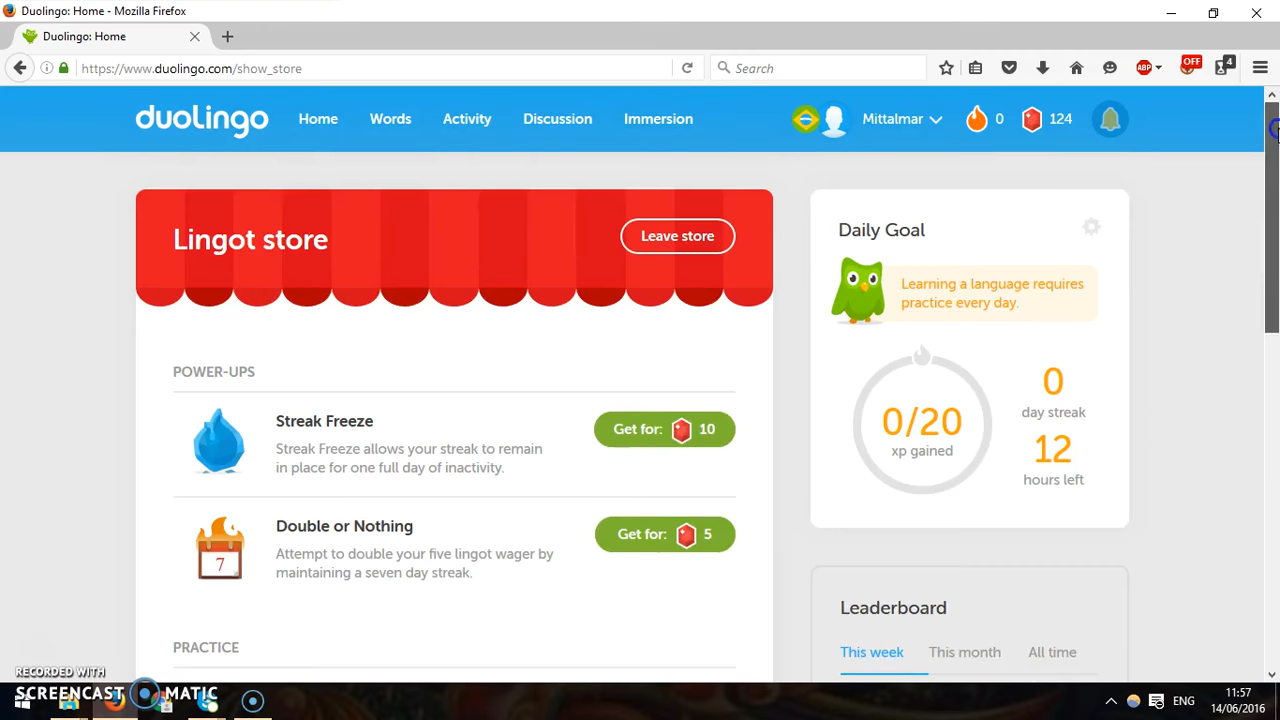 Duolingo: Home - Mozilla Firefox
Duolingo: Home
https://www.duolingo.com/show_store
Search
ABP
OFF
4
duolingo
Home
Words
Activity
Discussion
Immersion
Mittalmar
0
124
Lingot store
Leave store
POWER-UPS
Streak Freeze
Streak Freeze allows your streak to remain
in place for one full day of inactivity.
Get for: 10
Double or Nothing
Attempt to double your five lingot wager by
maintaining a seven day streak.
7
Get for: 5
PRACTICE
Daily Goal
Learning a language requires
practice every day.
0/20
xp gained
0
day streak
12
hours left
Leaderboard
This week
This month
All time
RECORDED WITH
SCREENCAST MATIC
ENG
11:57
14/06/2016